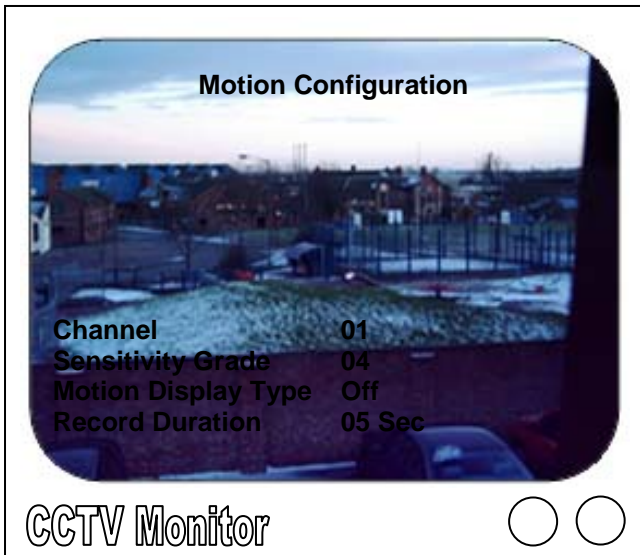 Motion Configuration
Channel 01
Sensitivity Grade 04
Motion Display Type Off
Record Duration 05 Sec
CCTV Monitor